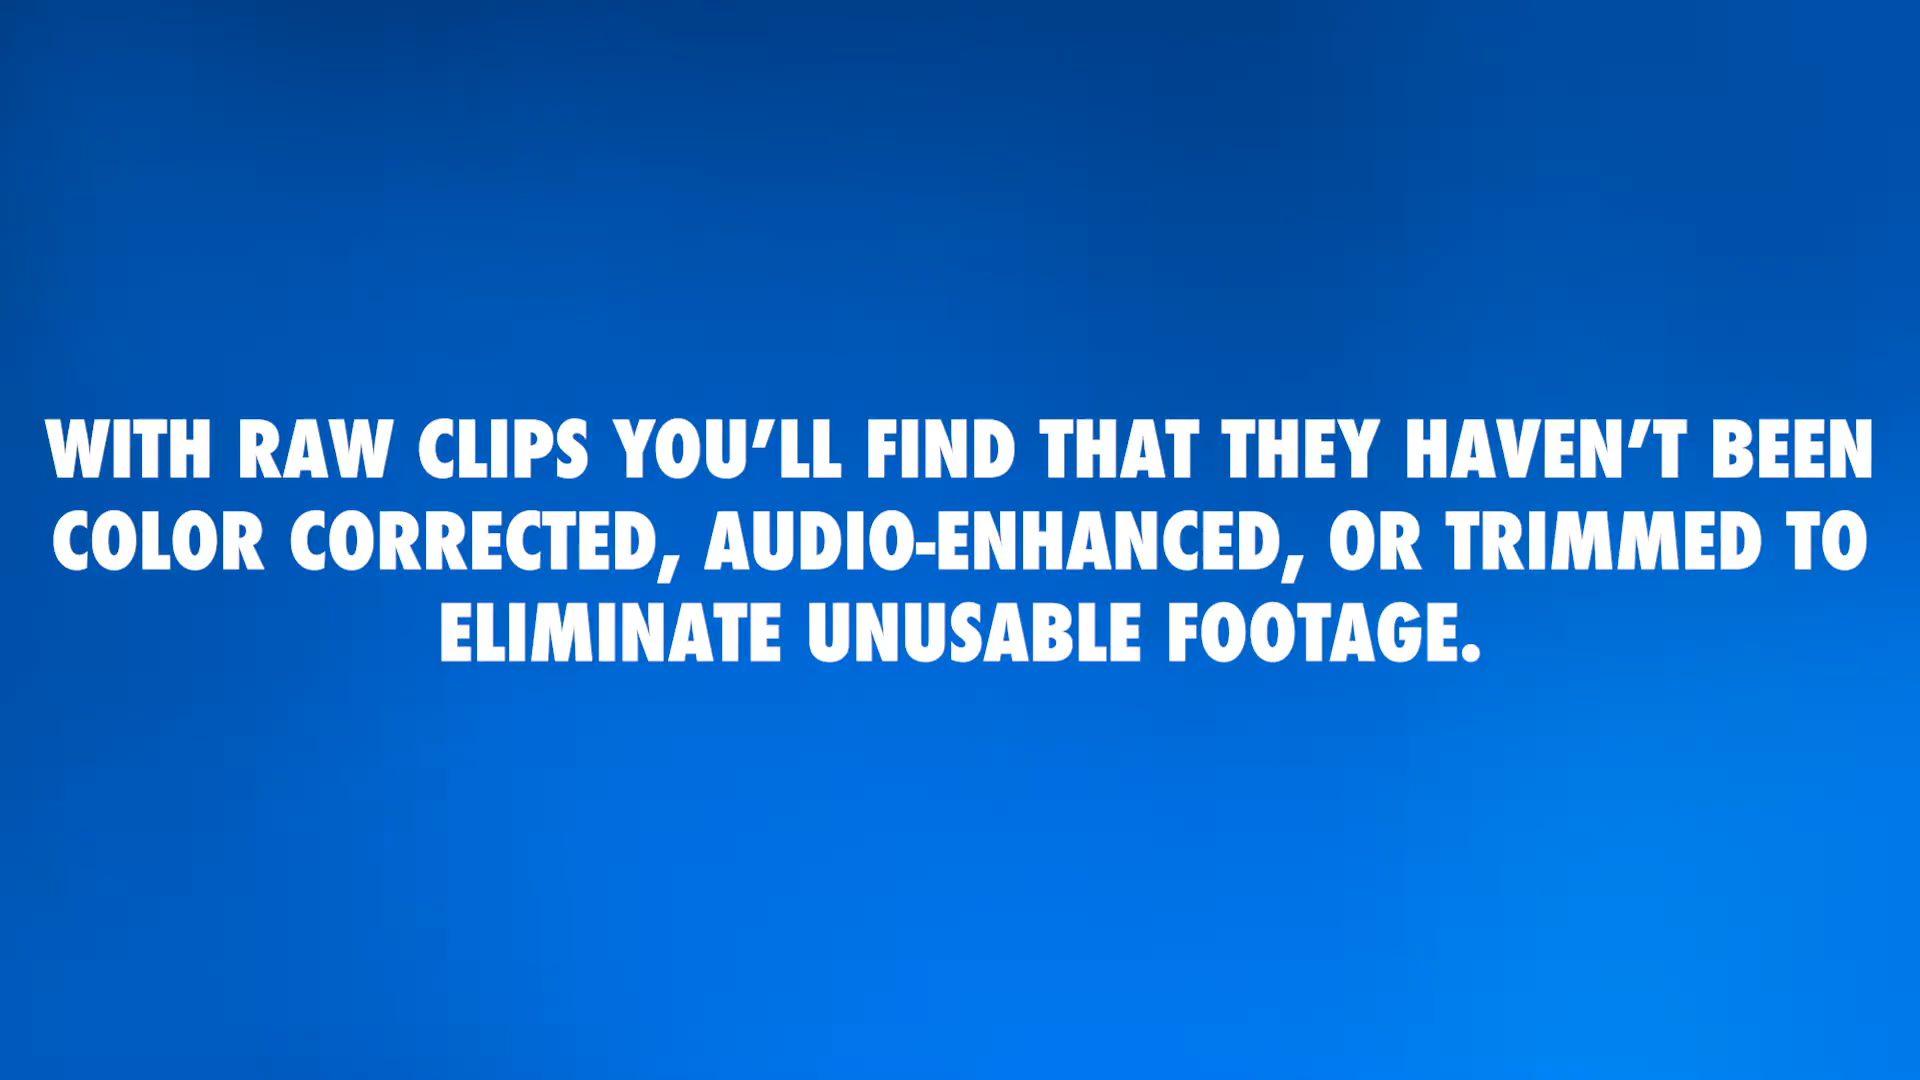 WITH RAW CLIPS YOU’LL FIND THAT THEY HAVEN’T BEEN
COLOR CORRECTED, AUDIO-ENHANCED, OR TRIMMED TO
ELIMINATE UNUSABLE FOOTAGE.